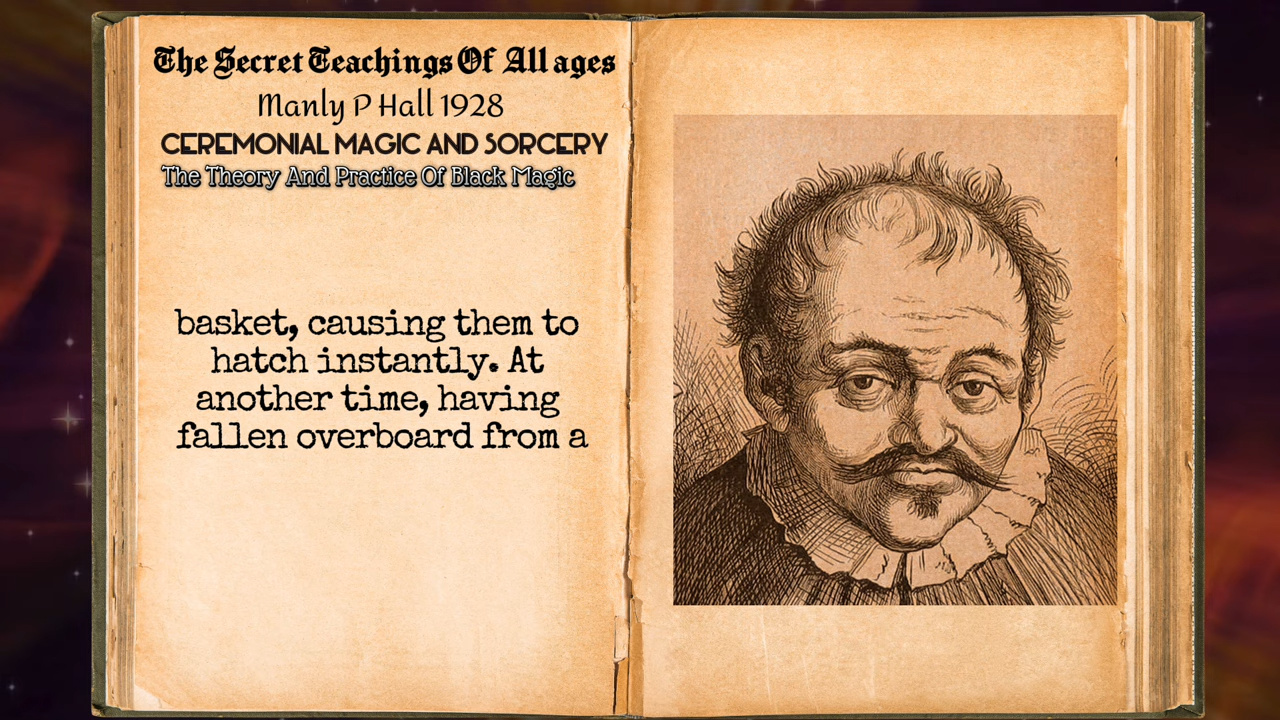 The Secret Teachings Of All ages
Manly P Hall 1928
CEREMONIAL MAGIC AND SORCERY
The Theory And Practice Of Black Magic
basket, causing them to
hatch instantly. At
another time, having
fallen overboard from a